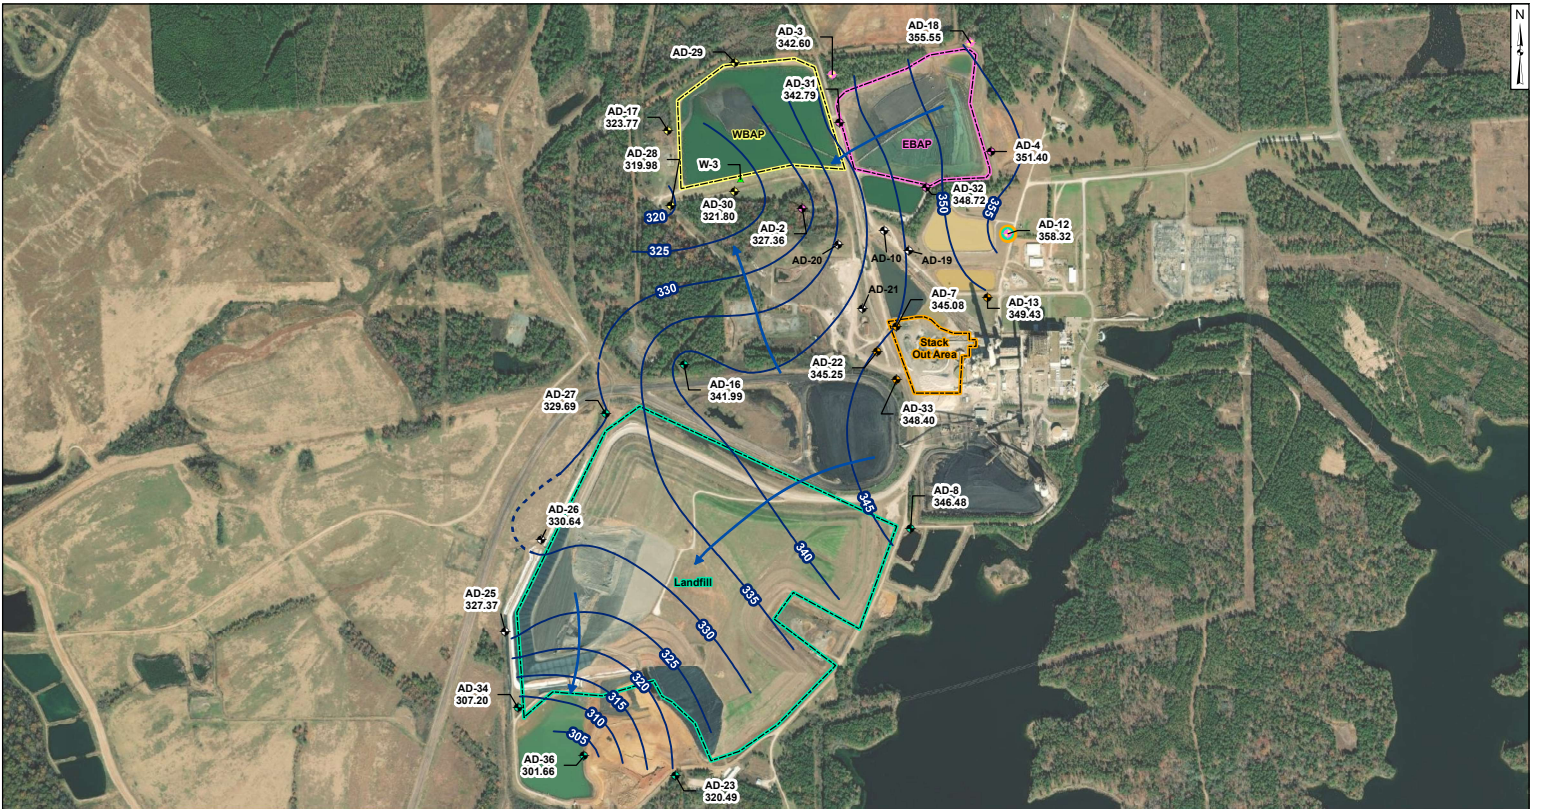 N
AD-18
355.55
AD-3
342.60
AD-29
AD-31
342.79
AD-17
323.77
WBAP
EBAP
AD-28
319.98
W-3
AD-4
351.40
AD-32
348.72
AD-30
321.80
350
355
320
AD-2
327.36
AD-12
358.32
325
AD-20
AD-10
AD-19
330
AD-21
AD-7
345.08
AD-13
349.43
Stack
Out Area
AD-22
345.25
AD-16
341.99
AD-27
329.69
AD-33
348.40
AD-8
346.48
345
AD-26
330.64
340
Landfill
335
AD-25
327.37
330
325
320
AD-34
307.20
315
310
305
AD-36
301.66
AD-23
320.49